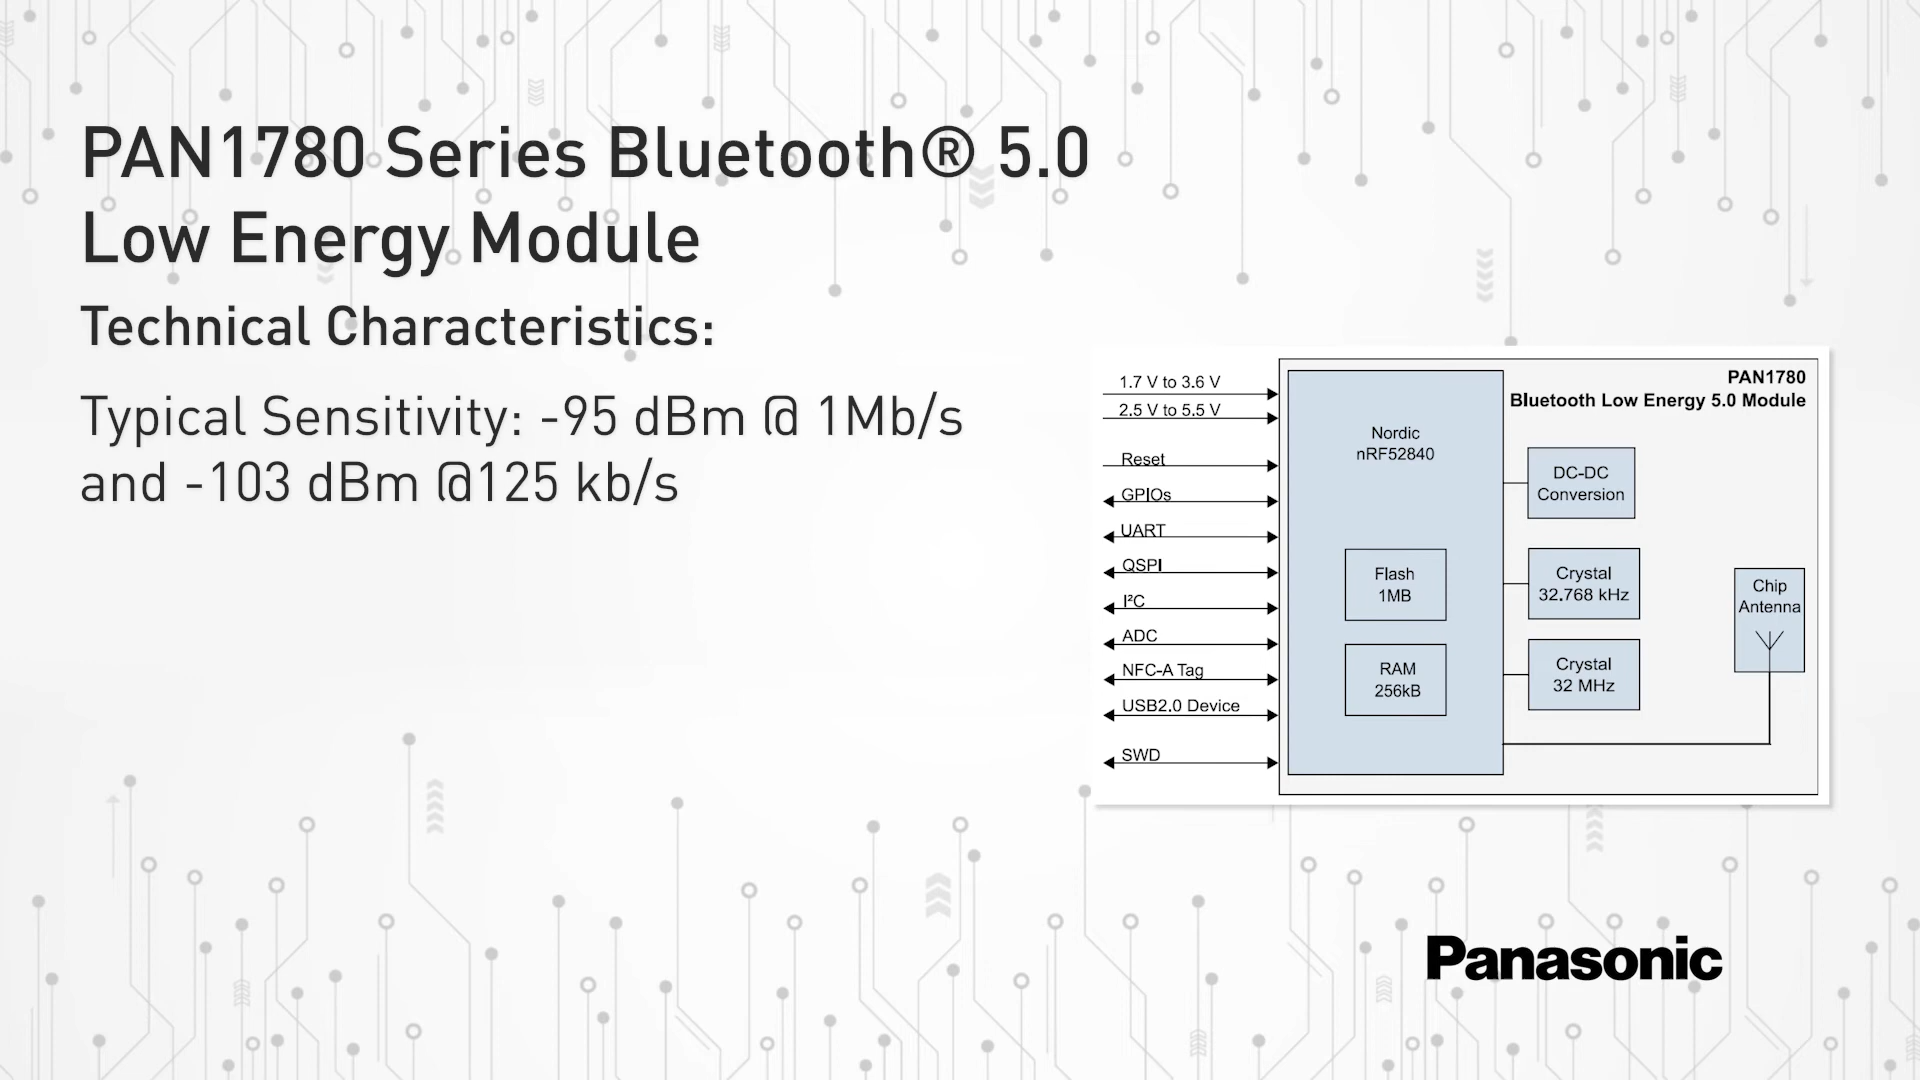 PAN1780 Series Bluetooth® 5.0
Low Energy Module
Technical Characteristics:
Typical Sensitivity: -95 dBm @ 1Mb/s
and -103 dBm @125 kb/s
1.7 V to 3.6 V
2.5 V to 5.5 V
Reset
GPIOs
UART
QSPI
I²C
ADC
NFC-A Tag
USB2.0 Device
SWD
Nordic
nRF52840
Flash
1MB
RAM
256kB
PAN1780
Bluetooth Low Energy 5.0 Module
DC-DC
Conversion
Crystal
32.768 kHz
Crystal
32 MHz
Chip
Antenna
Panasonic